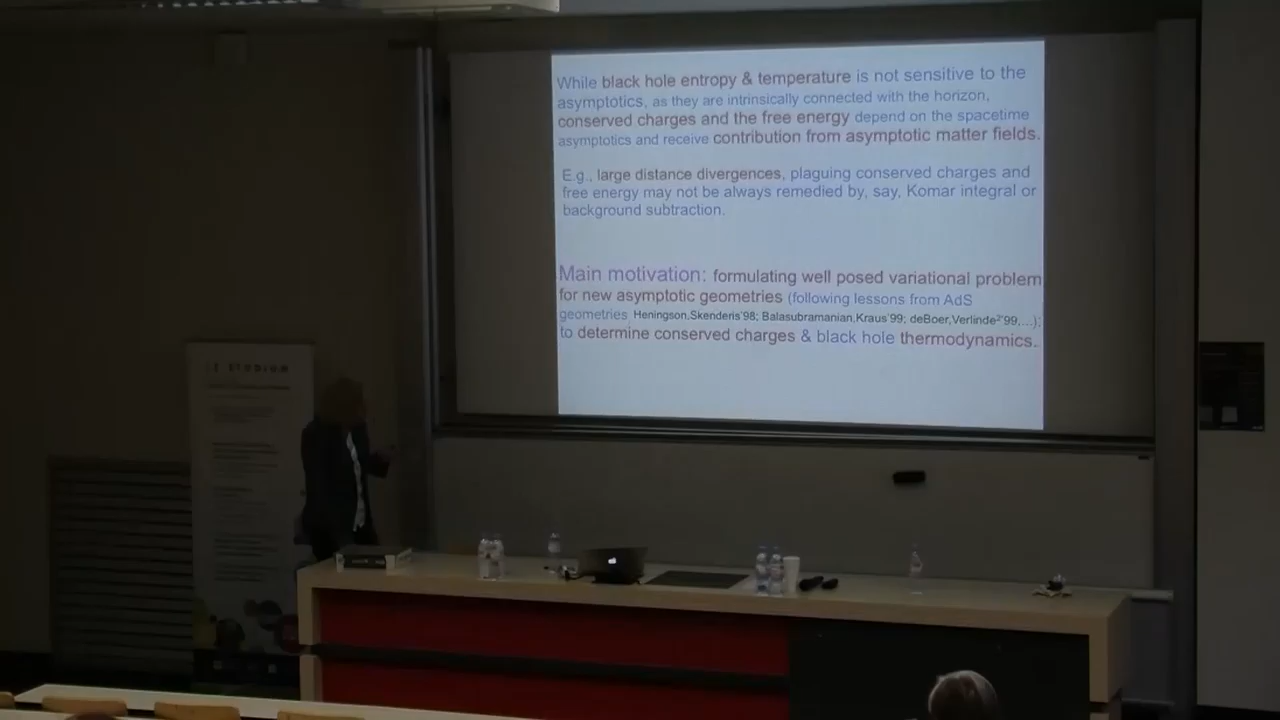 While black hole entropy & temperature is not sensitive to the
asymptotics, as they are intrinsically connected with the horizon,
conserved charges and the free energy depend on the spacetime
asymptotics and receive contribution from asymptotic matter fields.
E.g., large distance divergences, plaguing conserved charges and
free energy may not be always remedied by, say, Komar integral or
background subtraction.
Main motivation: formulating well posed variational problem
for new asymptotic geometries (following lessons from AdS
geometries Heningson,Skenderis'98; Balasubramanian,Kraus'99; deBoer,Verlinde²'99,...);
to determine conserved charges & black hole thermodynamics.
STUDIUM